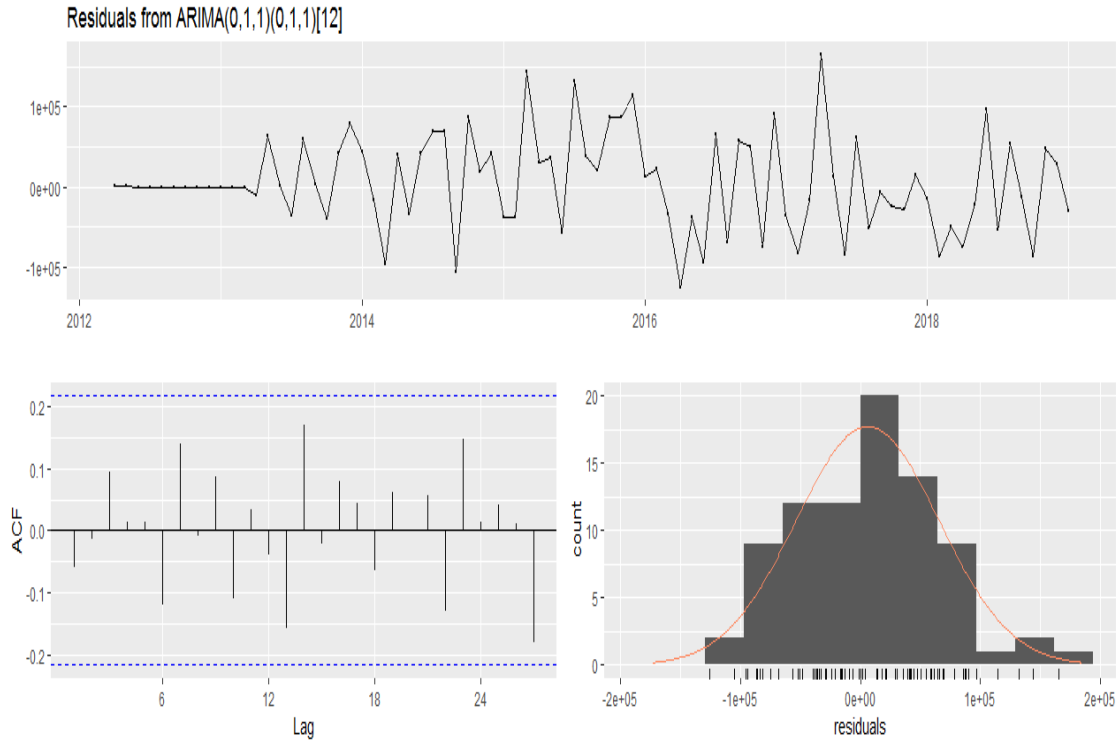 Residuals from ARIMA(0,1,1)(0,1,1)[12]
1e+05
0e+00
-1e+05
2012
2014
2016
2018
ACF
0.2
0.1
0.0
-0.1
-0.2
6
12
18
24
Lag
count
20
15
10
5
0
-2e+05
-1e+05
0e+00
1e+05
2e+05
residuals